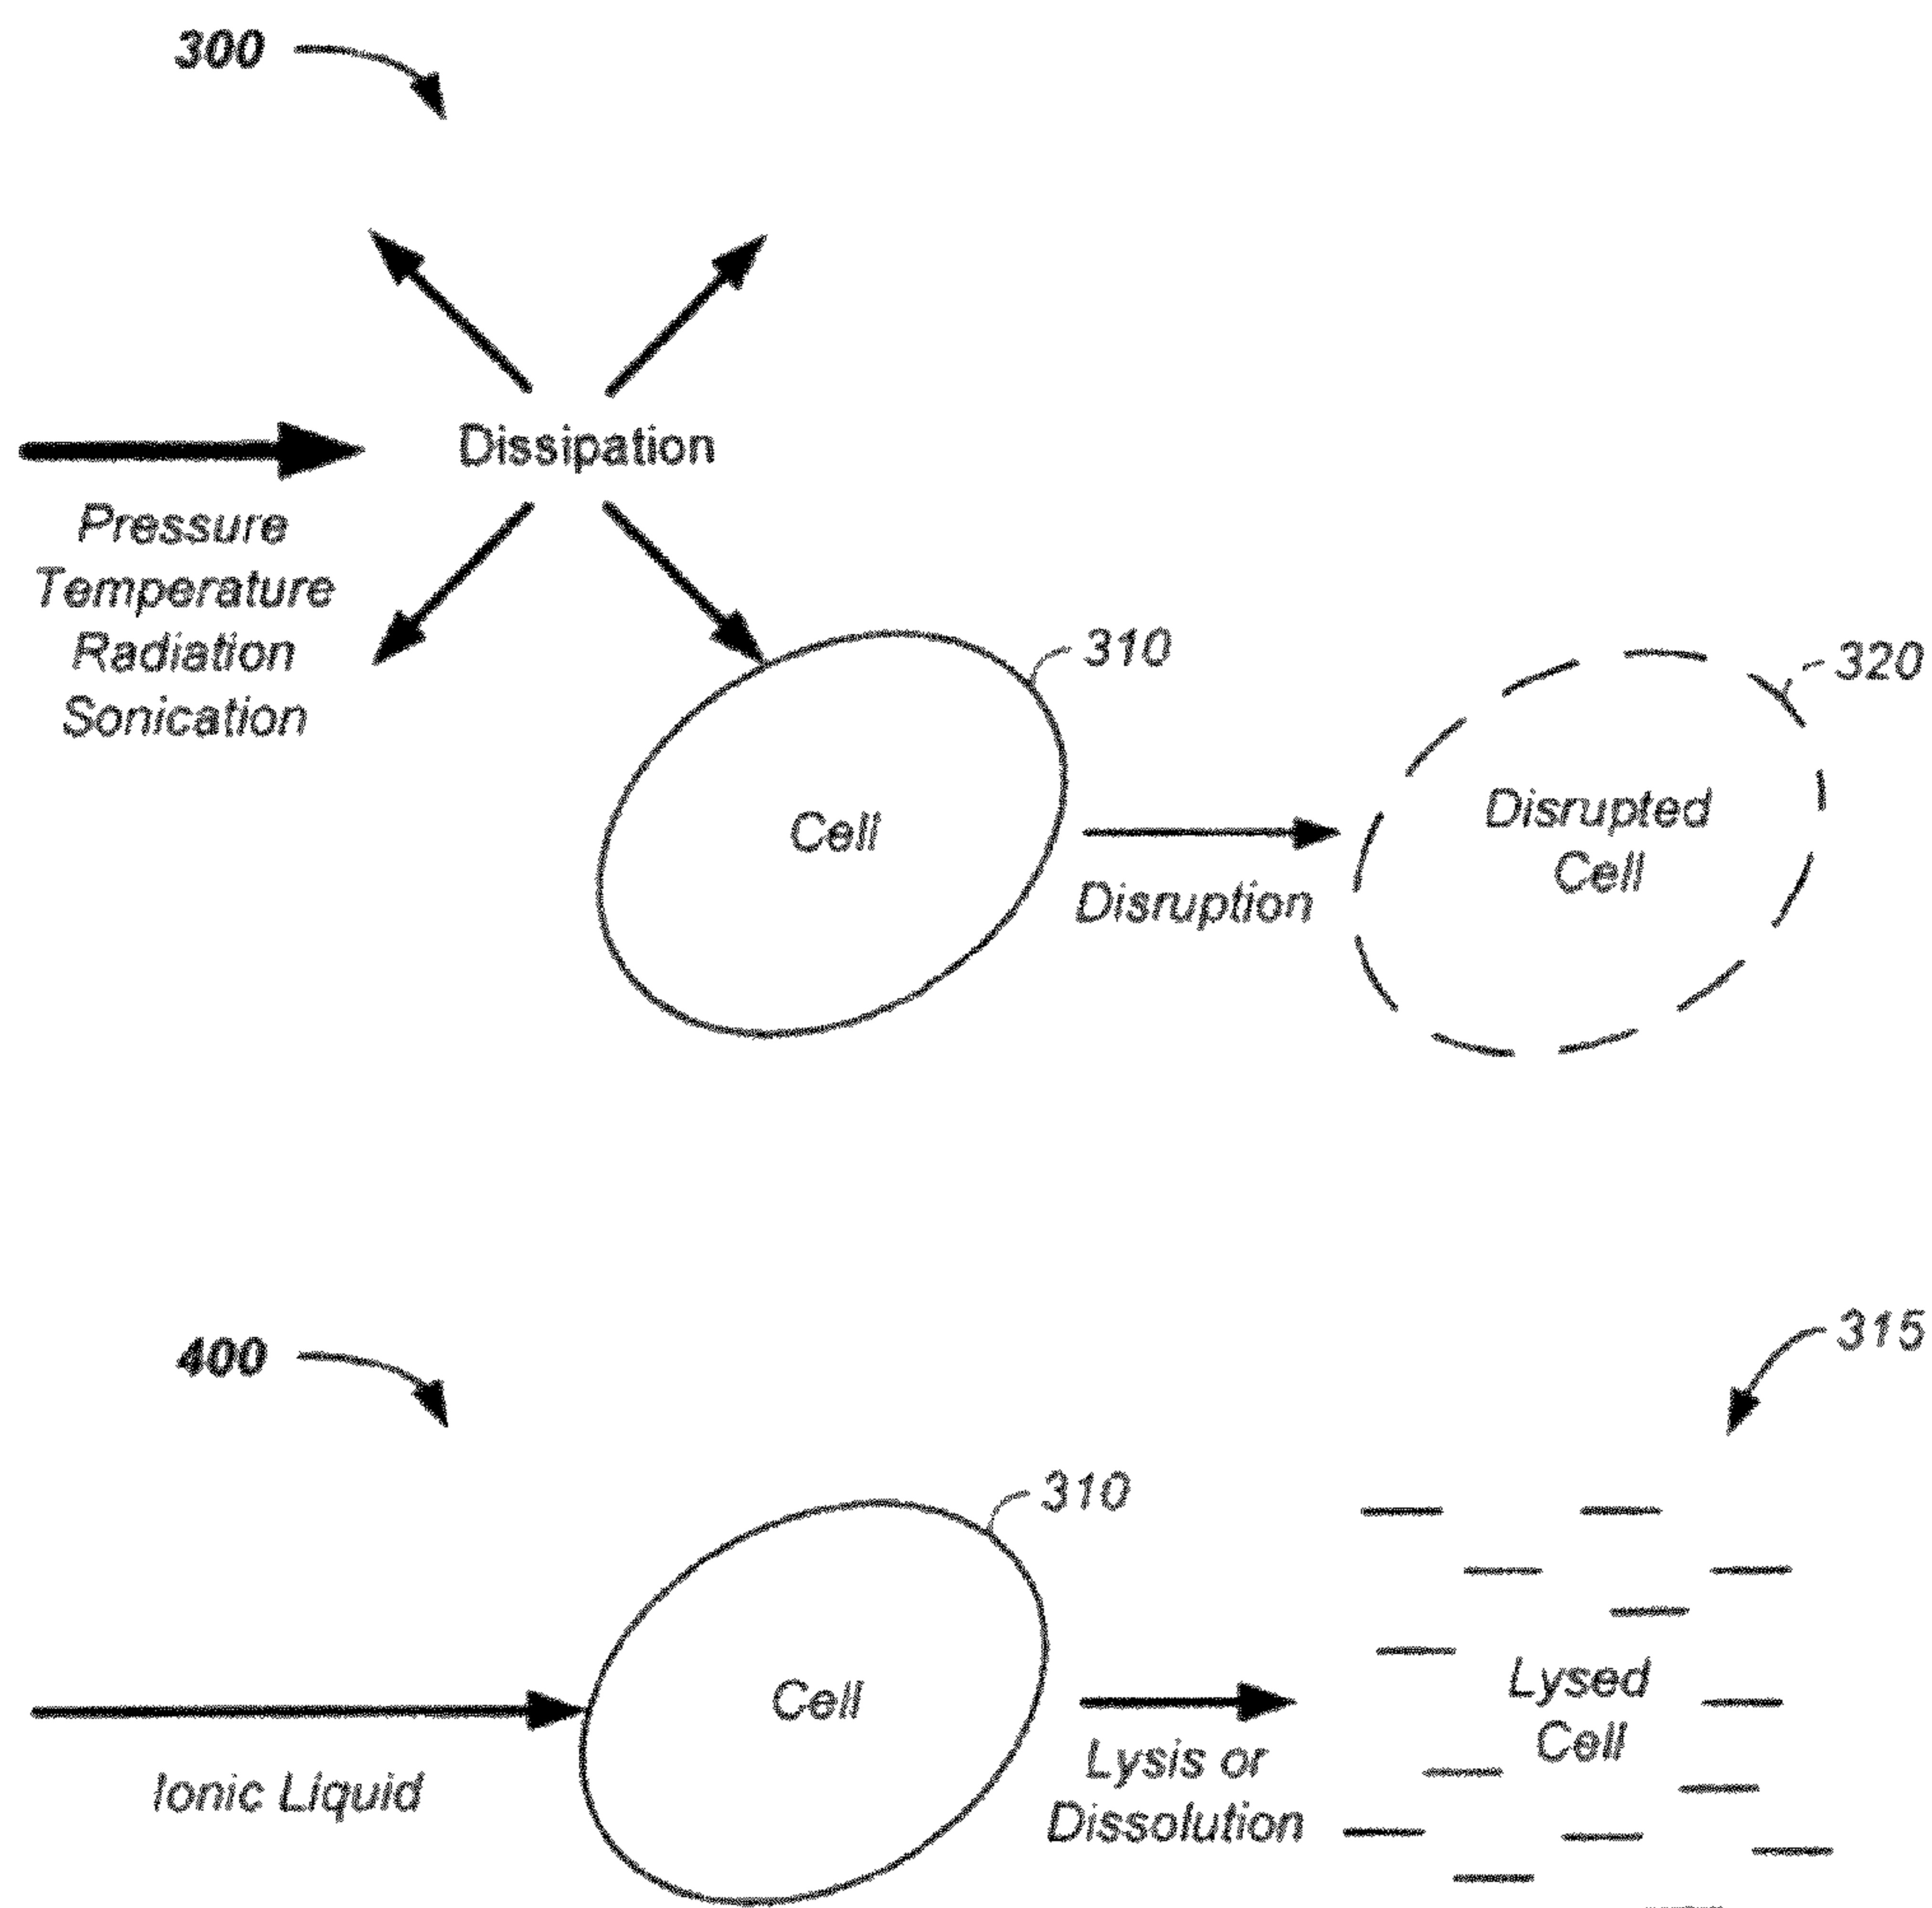 300
Dissipation
Pressure
Temperature
Radiation
Sonication
310
320
Cell
Disrupted
Cell
Disruption
400
315
310
Cell
Lysed
Cell
Ionic Liquid
Lysis or
Dissolution